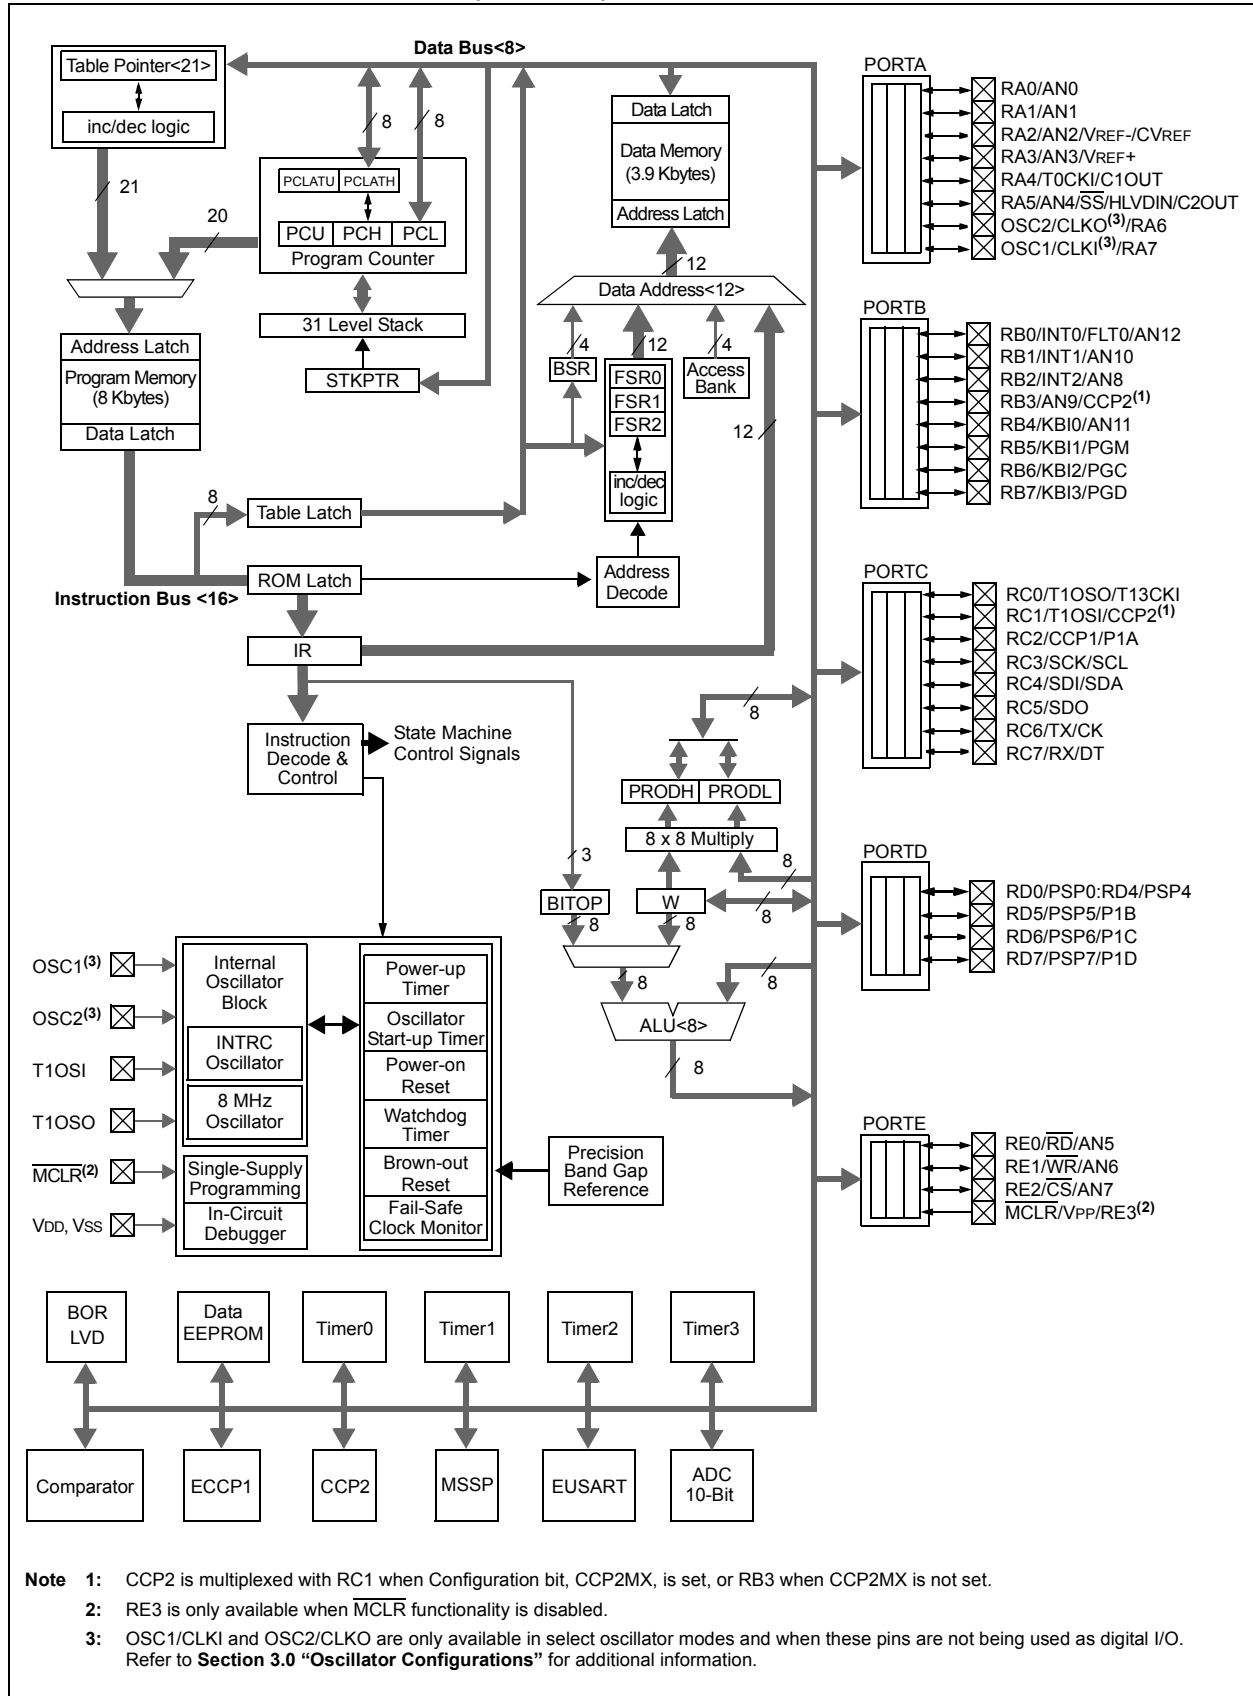 Data Bus<8>
Table Pointer<21>
inc/dec logic
21
20
8
8
PCLATU PCLATH
PCU PCH PCL
Program Counter
31 Level Stack
STKPTR
Address Latch
Program Memory
(8 Kbytes)
Data Latch
8
Table Latch
ROM Latch
Instruction Bus <16>
IR
Instruction
Decode &
Control
State Machine
Control Signals
Data Latch
Data Memory
(3.9 Kbytes)
Address Latch
12
Data Address<12>
4
12
4
BSR
FSR0
FSR1
FSR2
inc/dec
logic
Access
Bank
12
Address
Decode
8
PRODH PRODL
8 x 8 Multiply
3
8
BITOP
W
8
8
8
8
8
ALU<8>
8
PORTA
RA0/AN0
RA1/AN1
RA2/AN2/VREF-/CVREF
RA3/AN3/VREF+
RA4/T0CKI/C1OUT
RA5/AN4/SS/HLVDIN/C2OUT
OSC2/CLKO(3)/RA6
OSC1/CLKI(3)/RA7
PORTB
RB0/INT0/FLT0/AN12
RB1/INT1/AN10
RB2/INT2/AN8
RB3/AN9/CCP2(1)
RB4/KBI0/AN11
RB5/KBI1/PGM
RB6/KBI2/PGC
RB7/KBI3/PGD
PORTC
RC0/T1OSO/T13CKI
RC1/T1OSI/CCP2(1)
RC2/CCP1/P1A
RC3/SCK/SCL
RC4/SDI/SDA
RC5/SDO
RC6/TX/CK
RC7/RX/DT
PORTD
RD0/PSP0:RD4/PSP4
RD5/PSP5/P1B
RD6/PSP6/P1C
RD7/PSP7/P1D
PORTE
RE0/RD/AN5
RE1/WR/AN6
RE2/CS/AN7
MCLR/VPP/RE3(2)
OSC1(3)
OSC2(3)
T1OSI
T1OSO
MCLR(2)
VDD, VSS
Internal
Oscillator
Block
INTRC
Oscillator
8 MHz
Oscillator
Single-Supply
Programming
In-Circuit
Debugger
Power-up
Timer
Oscillator
Start-up Timer
Power-on
Reset
Watchdog
Timer
Brown-out
Reset
Fail-Safe
Clock Monitor
Precision
Band Gap
Reference
BOR
LVD
Data
EEPROM
Timer0
Timer1
Timer2
Timer3
Comparator
ECCP1
CCP2
MSSP
EUSART
ADC
10-Bit
Note 1: CCP2 is multiplexed with RC1 when Configuration bit, CCP2MX, is set, or RB3 when CCP2MX is not set.
2: RE3 is only available when MCLR functionality is disabled.
3: OSC1/CLKI and OSC2/CLKO are only available in select oscillator modes and when these pins are not being used as digital I/O.
Refer to Section 3.0 “Oscillator Configurations” for additional information.